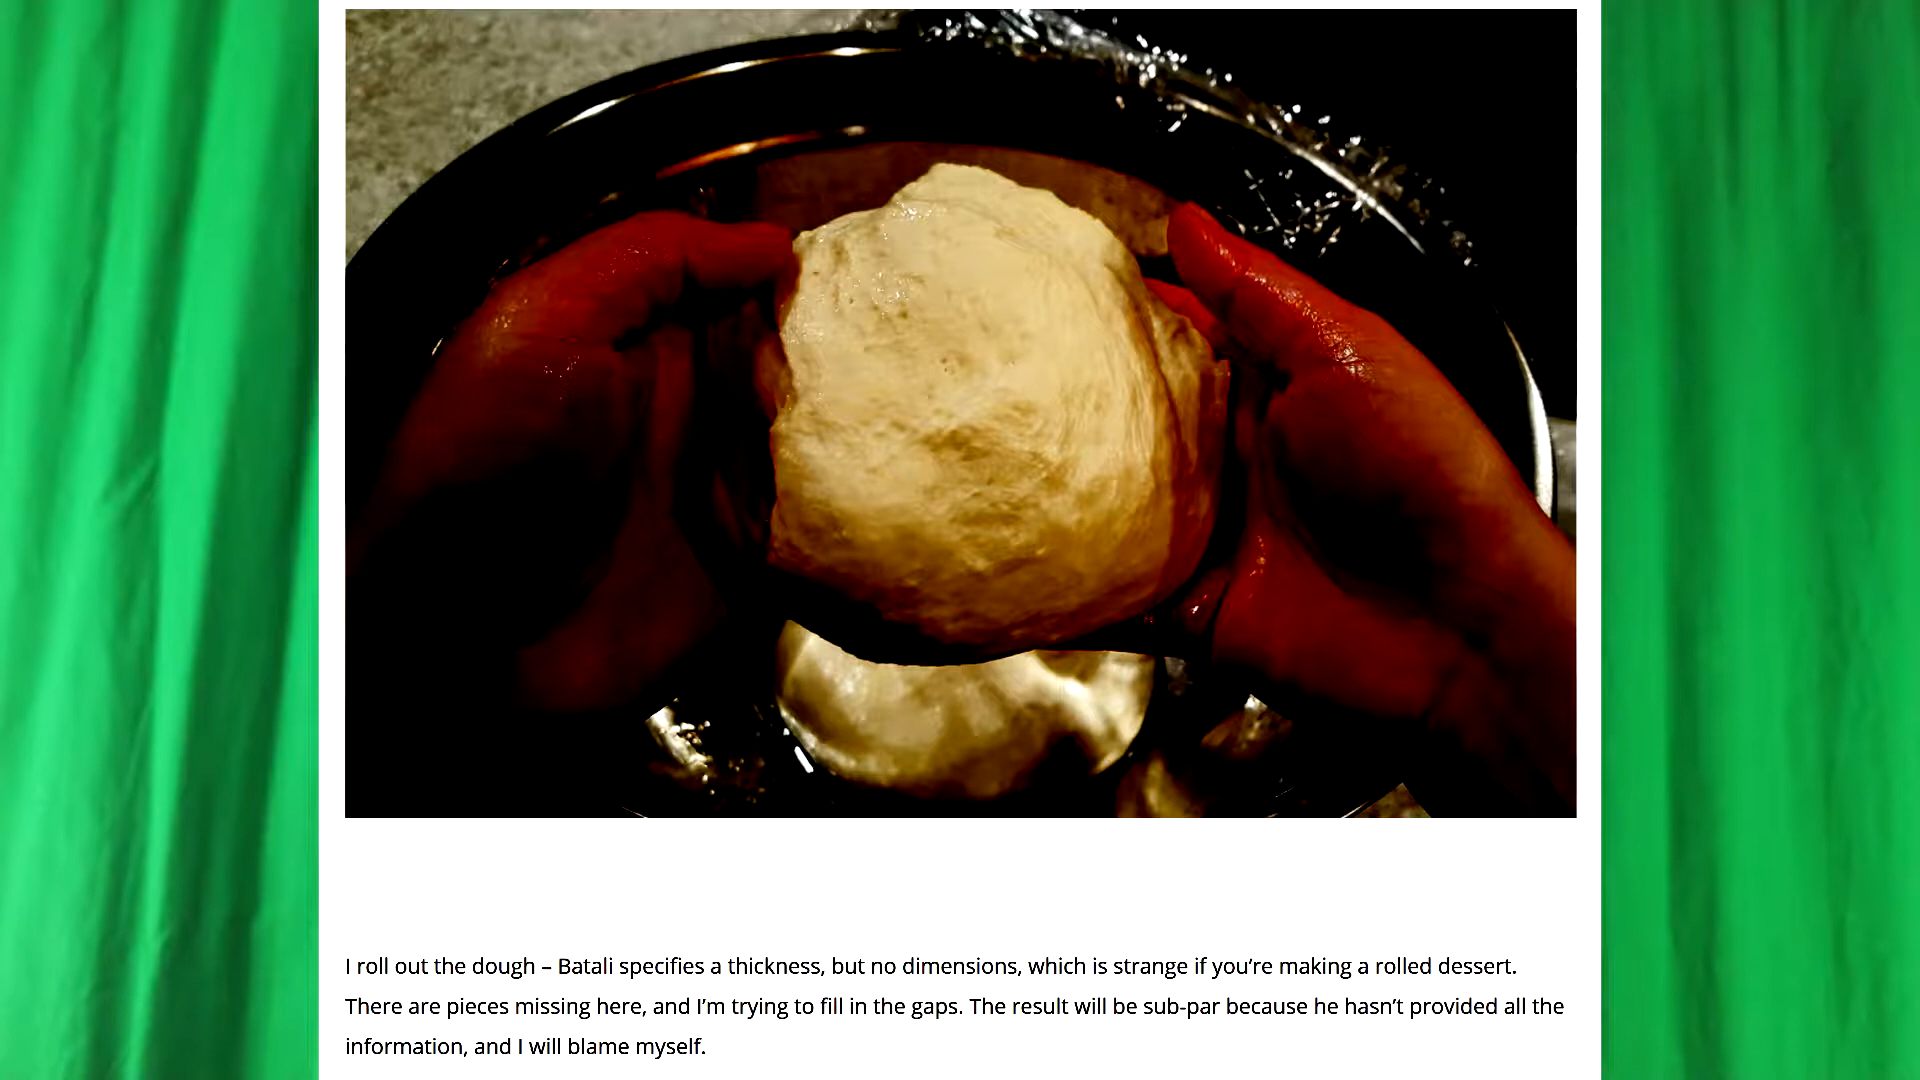 I roll out the dough – Batali specifies a thickness, but no dimensions, which is strange if you’re making a rolled dessert.
There are pieces missing here, and I’m trying to fill in the gaps. The result will be sub-par because he hasn’t provided all the
information, and I will blame myself.